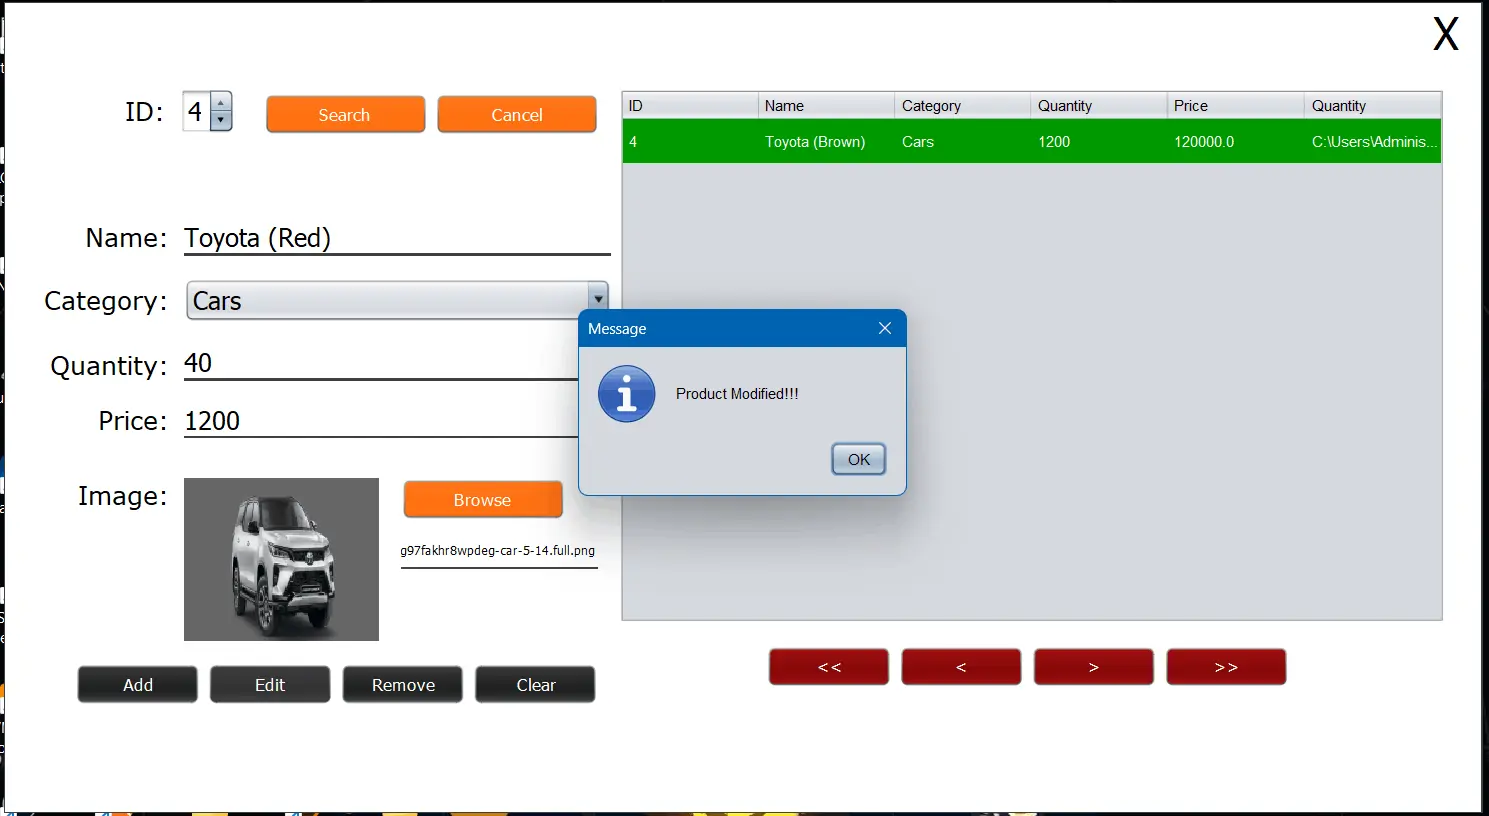 X
ID: 4
Search
Cancel
Name: Toyota (Red)
Category: Cars
Quantity: 40
Price: 1200
Image:
Browse
g97fakhr8wpdeg-car-5-14.full.png
Add
Edit
Remove
Clear
ID Name Category Quantity Price Quantity
4 Toyota (Brown) Cars 1200 120000.0 C:\Users\Adminis...
Message
Product Modified!!!
OK
<<
<
>
>>